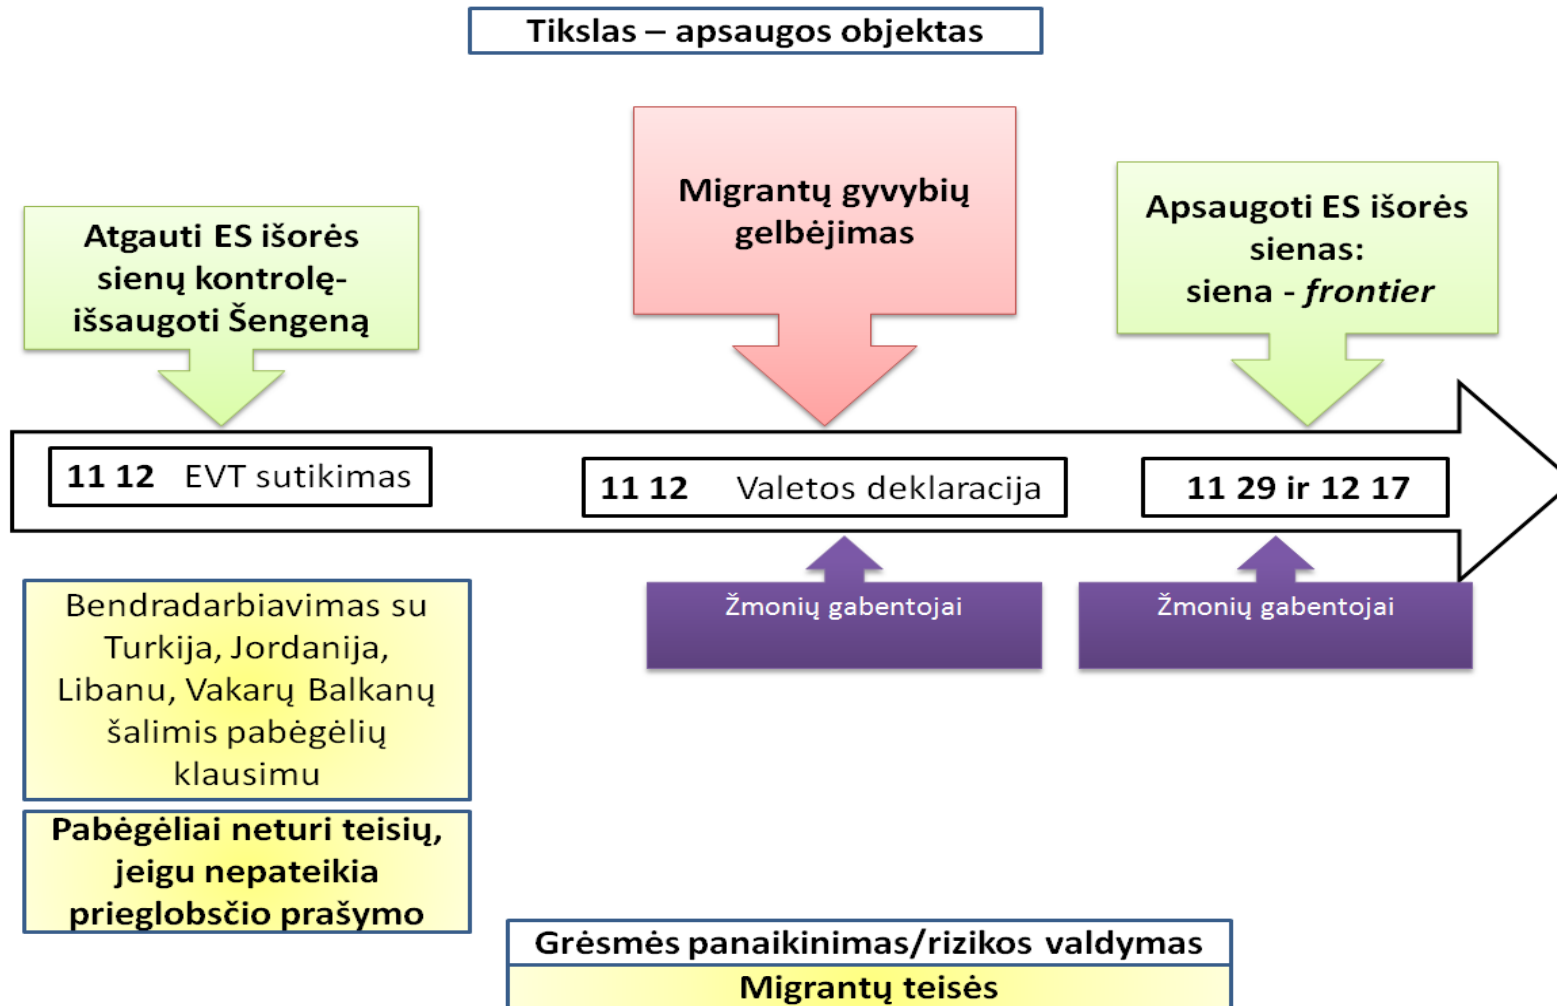 Tikslas – apsaugos objektas
Atgauti ES išorės
sienų kontrolę-
išsaugoti Šengeną
Migrantų gyvybių
gelbėjimas
Apsaugoti ES išorės
sienas:
siena - frontier
11 12 EVT sutikimas
11 12 Valetos deklaracija
11 29 ir 12 17
Bendradarbiavimas su
Turkija, Jordanija,
Libanu, Vakarų Balkanų
šalimis pabėgėlių
klausimu
Žmonių gabentojai
Žmonių gabentojai
Pabėgėliai neturi teisių,
jeigu nepateikia
prieglobsčio prašymo
Grėsmės panaikinimas/rizikos valdymas
Migrantų teisės